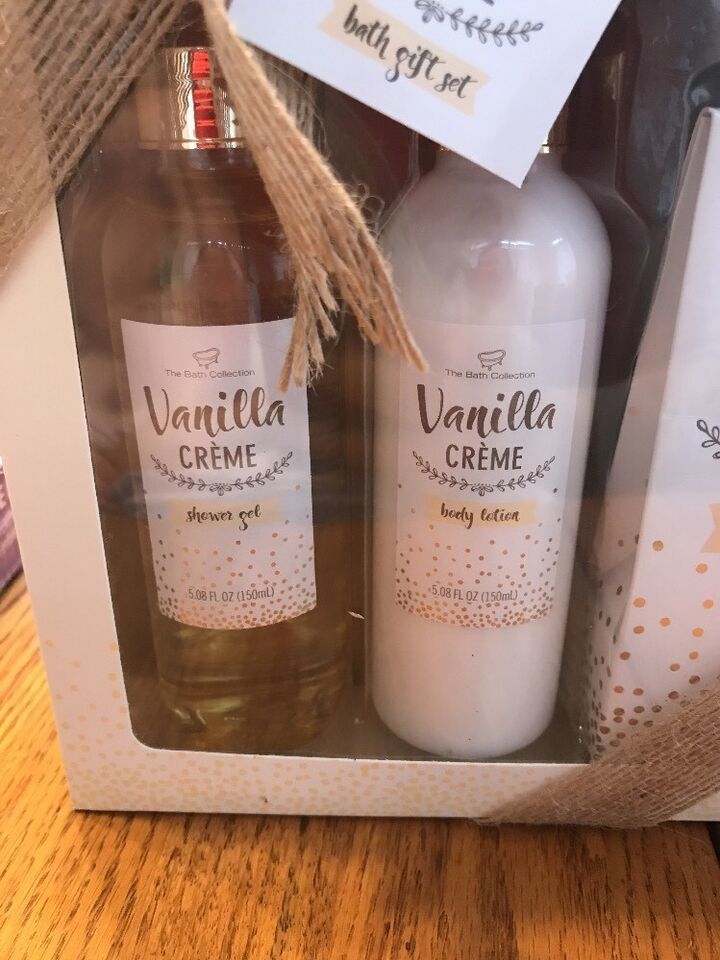 bath gift set
The Bath Collection
Vanilla
CRÈME
shower gel
5.08 FL OZ (150mL)
The Bath Collection
Vanilla
CRÈME
body lotion
5.08 FL OZ (150mL)